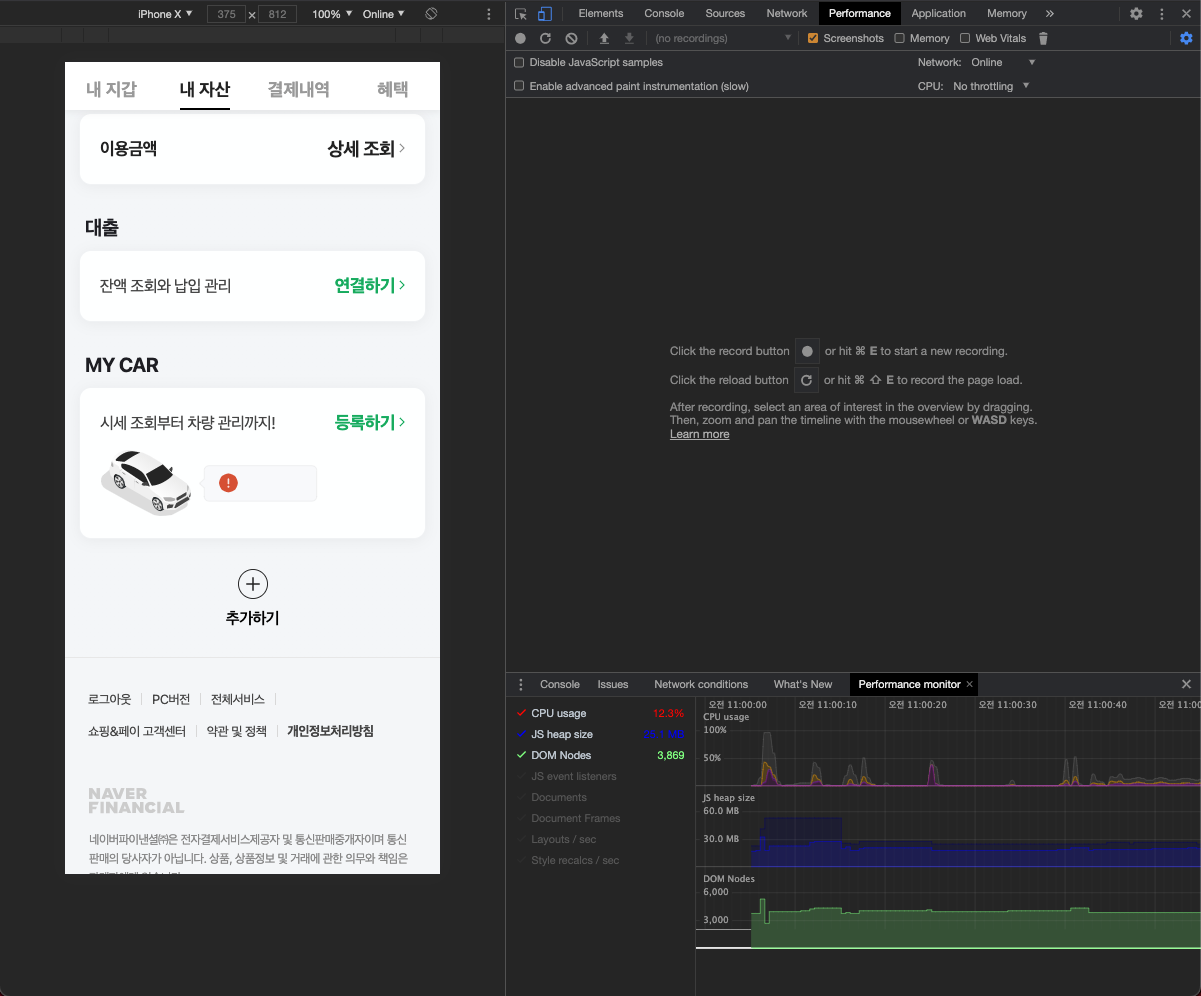 iPhone X ▼ 375 × 812 100% ▼ Online ▼
Elements Console Sources Network Performance Application Memory »
(no recordings) Screenshots Memory Web Vitals
Disable JavaScript samples Network: Online
Enable advanced paint instrumentation (slow) CPU: No throttling
내 지갑 내 자산 결제내역 혜택
이용금액 상세 조회
대출
잔액 조회와 납입 관리 연결하기
MY CAR
시세 조회부터 차량 관리까지! 등록하기
추가하기
로그아웃 PC버전 전체서비스
쇼핑&페이 고객센터 약관 및 정책 개인정보처리방침
NAVER
FINANCIAL
네이버파이낸셜㈜은 전자결제서비스제공자 및 통신판매중개자이며 통신
판매의 당사자가 아닙니다. 상품, 상품정보 및 거래에 관한 의무와 책임은
Click the record button or hit ⌘ E to start a new recording.
Click the reload button or hit ⌘ ⇧ E to record the page load.
After recording, select an area of interest in the overview by dragging.
Then, zoom and pan the timeline with the mousewheel or WASD keys.
Learn more
Console Issues Network conditions What's New Performance monitor ×
CPU usage 12.3%
JS heap size
DOM Nodes 3,869
JS event listeners
Documents
Document Frames
Layouts / sec
Style recalcs / sec
오전 11:00:00 오전 11:00:10 오전 11:00:20 오전 11:00:30 오전 11:00:40 오전 11:00
CPU usage
100%
50%
JS heap size
60.0 MB
30.0 MB
DOM Nodes
6,000
3,000